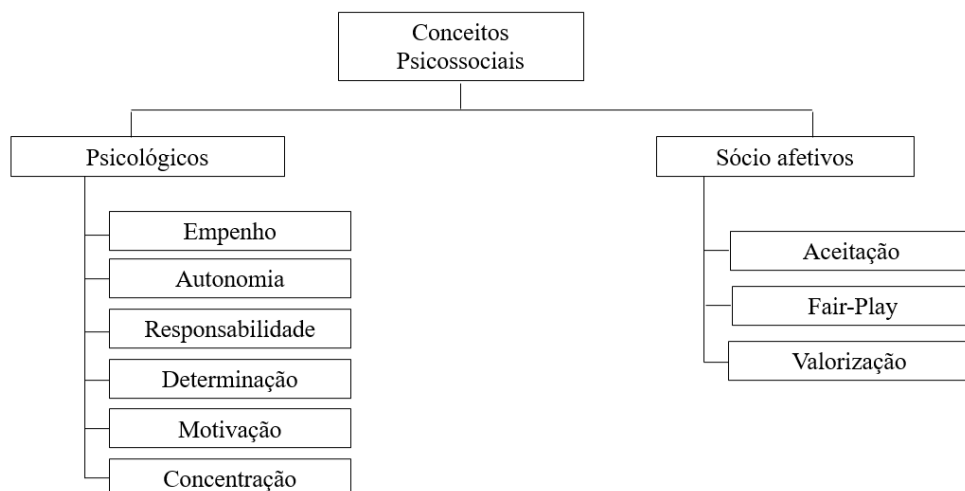 Conceitos
Psicossociais
Psicológicos
Empenho
Autonomia
Responsabilidade
Determinação
Motivação
Concentração
Sócio afetivos
Aceitação
Fair-Play
Valorização